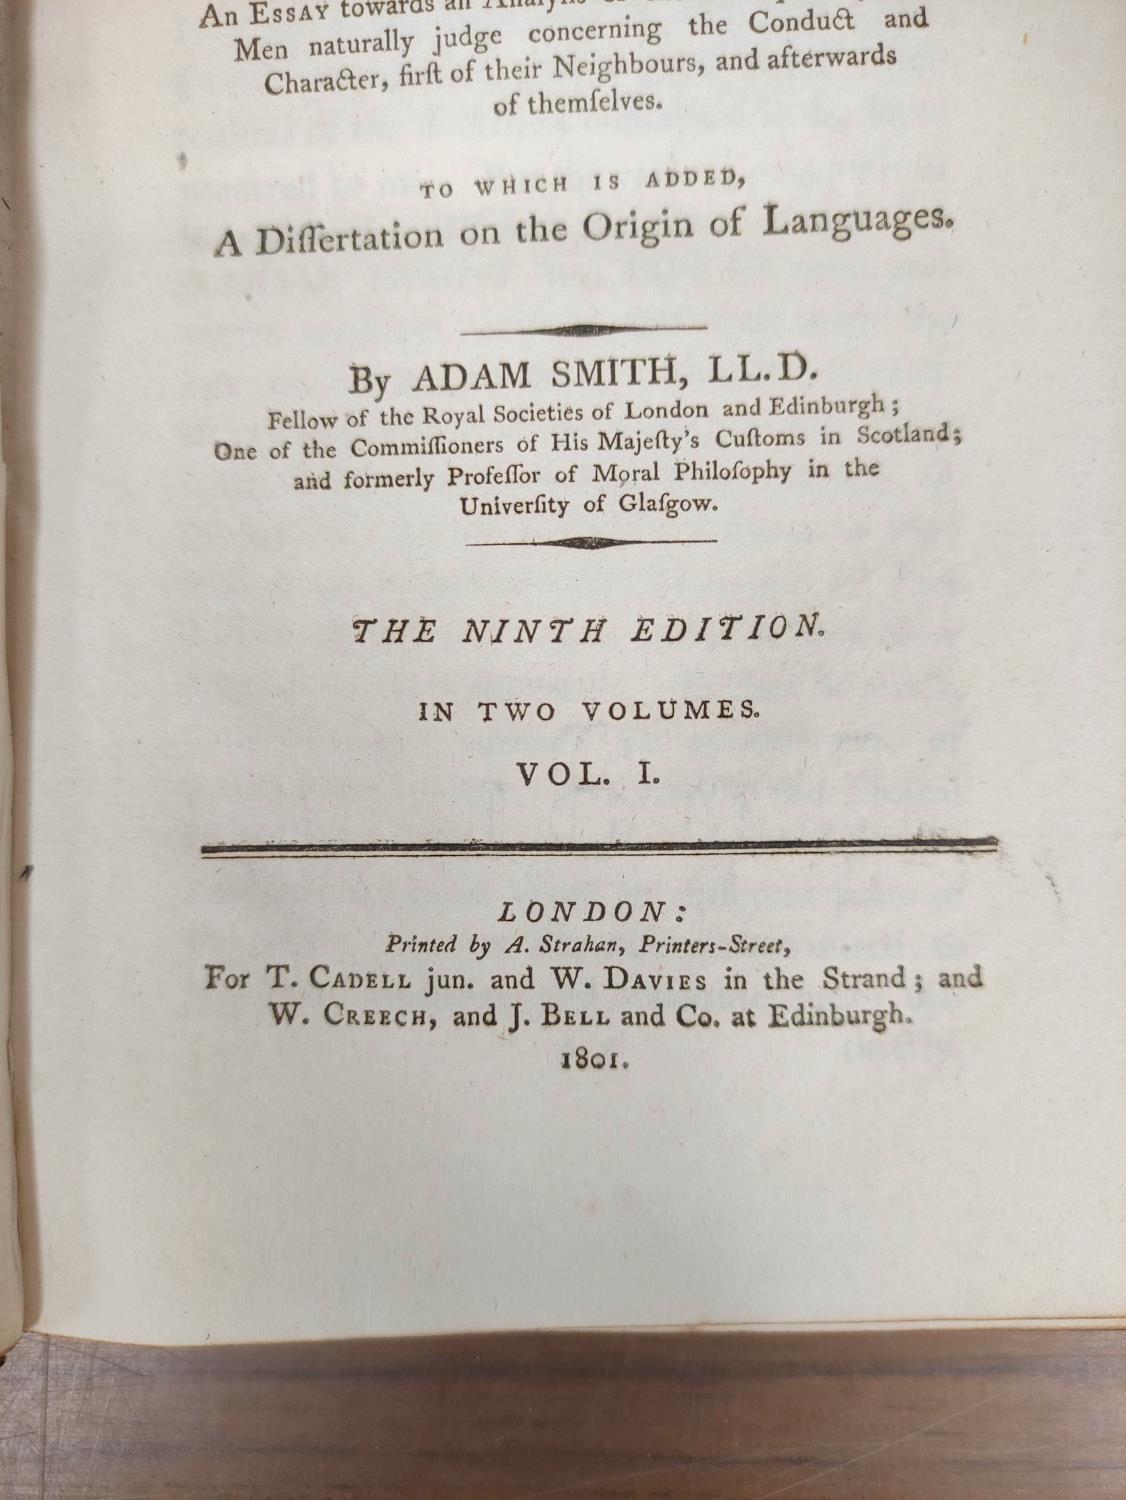 An ESSAY towards an
Men naturally judge concerning the Conduct and
Character, firſt of their Neighbours, and afterwards
of themſelves.
TO WHICH IS ADDED,
A Diſſertation on the Origin of Languages.
By ADAM SMITH, LL.D.
Fellow of the Royal Societies of London and Edinburgh;
One of the Commiſſioners of His Majeſty's Cuſtoms in Scotland;
and formerly Profeſſor of Moral Philoſophy in the
Univerſity of Glaſgow.
THE NINTH EDITION.
IN TWO VOLUMES.
VOL. I.
LONDON:
Printed by A. Strahan, Printers-Street,
For T. CADELL jun. and W. DAVIES in the Strand; and
W. CREECH, and J. BELL and Co. at Edinburgh.
1801.